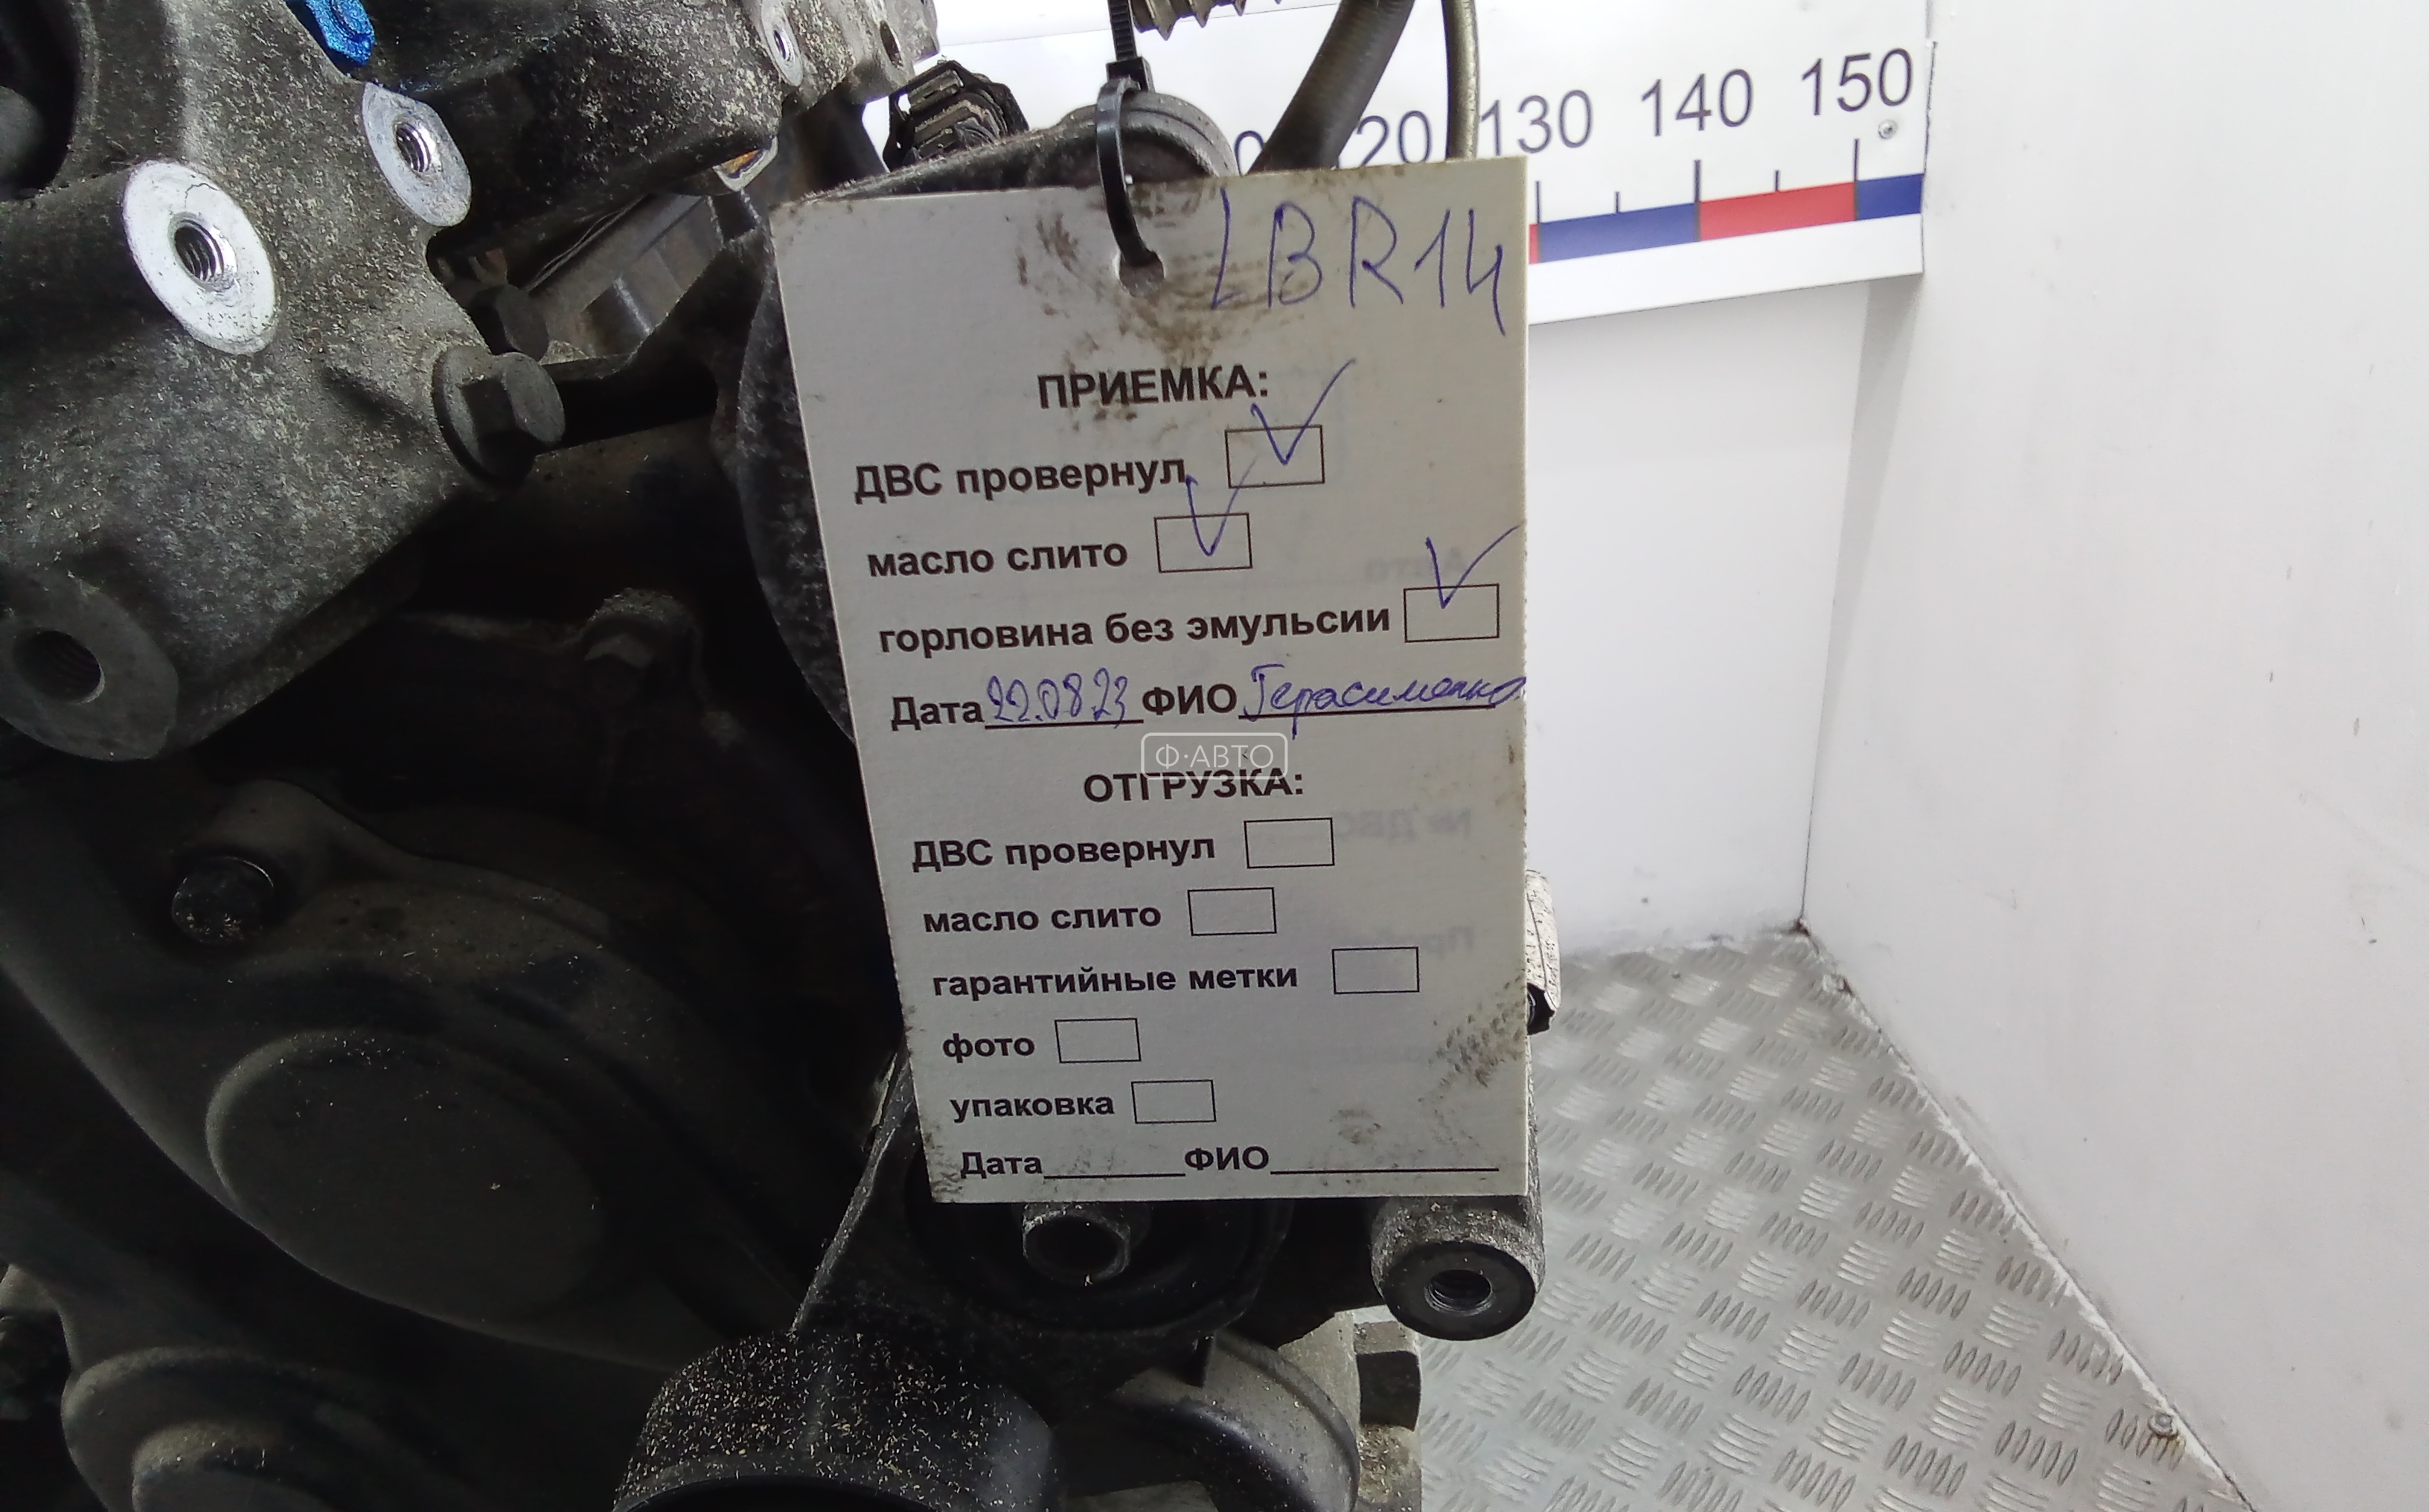 130 140 150
LBR14
ПРИЕМКА:
ДВС провернул
масло слито
горловина без эмульсии
Дата 22.08.23 ФИО Герасименко
Ф·АВТО
ОТГРУЗКА:
ДВС провернул
масло слито
гарантийные метки
фото
упаковка
Дата ФИО